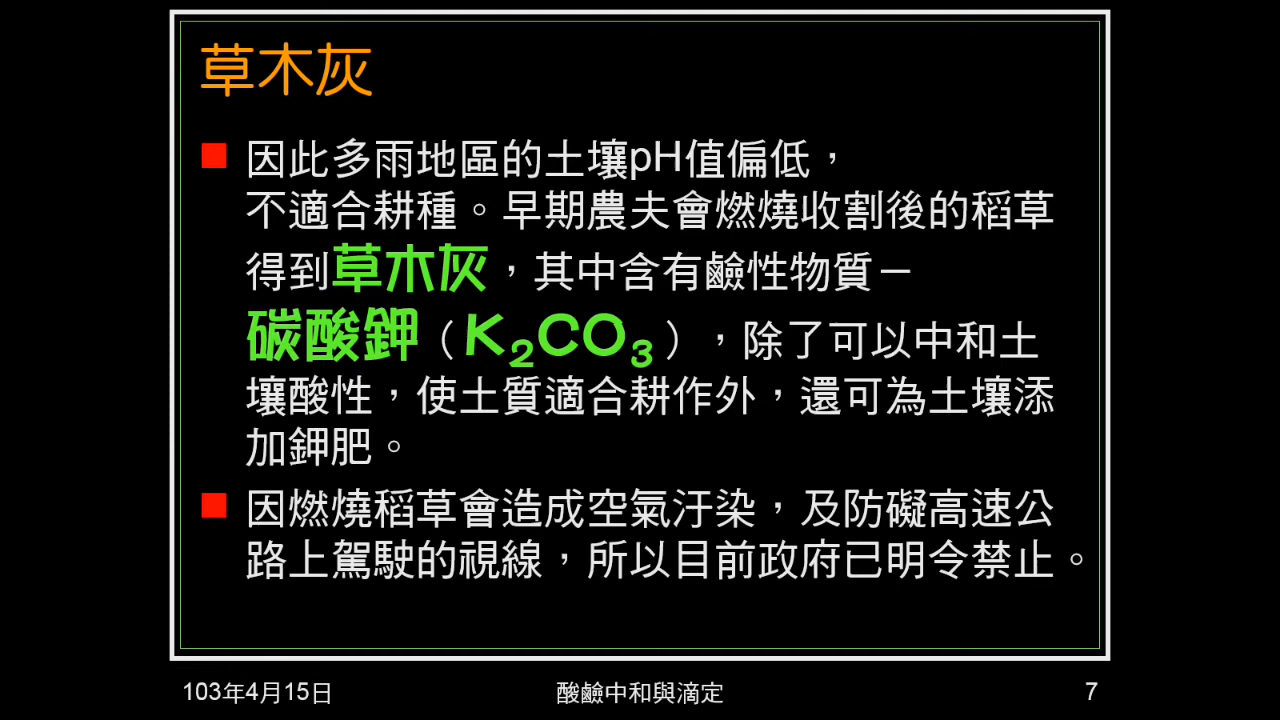 草木灰
因此多雨地區的土壤pH值偏低，
不適合耕種。早期農夫會燃燒收割後的稻草
得到草木灰，其中含有鹼性物質－
碳酸鉀（K₂CO₃），除了可以中和土
壤酸性，使土質適合耕作外，還可為土壤添
加鉀肥。
因燃燒稻草會造成空氣汙染，及防礙高速公
路上駕駛的視線，所以目前政府已明令禁止。
103年4月15日
酸鹼中和與滴定
7